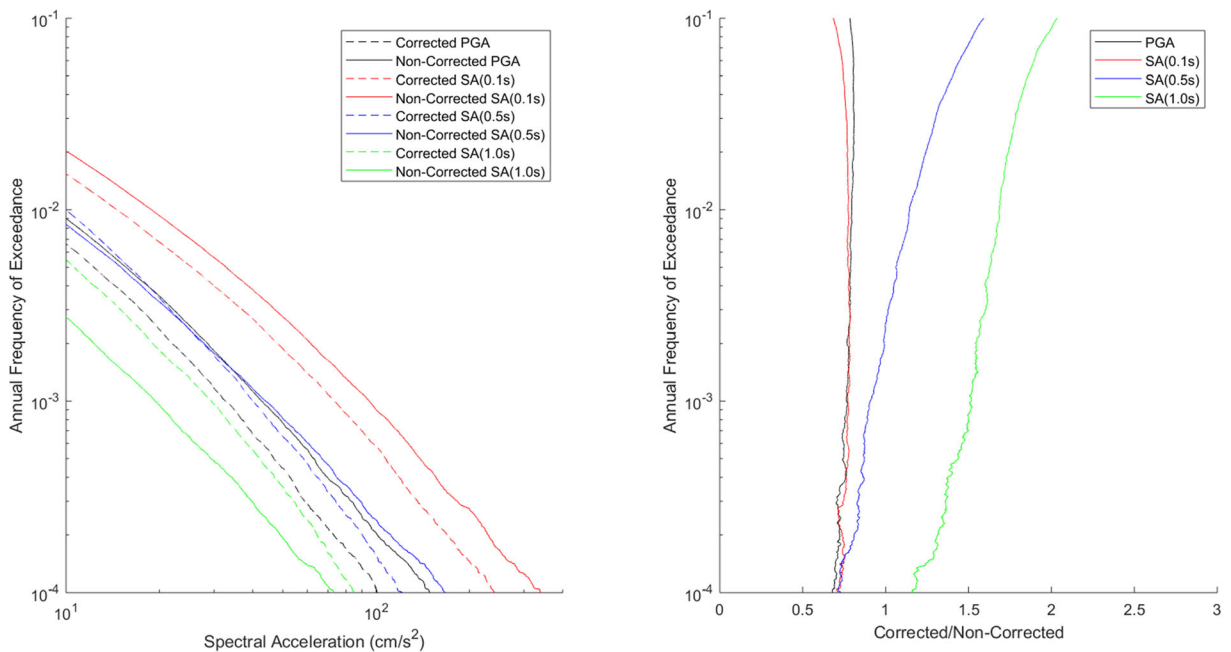 10^-1
10^-2
10^-3
10^-4
10^1
10^2
Annual Frequency of Exceedance
Spectral Acceleration (cm/s^2)
Corrected PGA
Non-Corrected PGA
Corrected SA(0.1s)
Non-Corrected SA(0.1s)
Corrected SA(0.5s)
Non-Corrected SA(0.5s)
Corrected SA(1.0s)
Non-Corrected SA(1.0s)
10^-1
10^-2
10^-3
10^-4
0 0.5 1 1.5 2 2.5 3
Annual Frequency of Exceedance
Corrected/Non-Corrected
PGA
SA(0.1s)
SA(0.5s)
SA(1.0s)